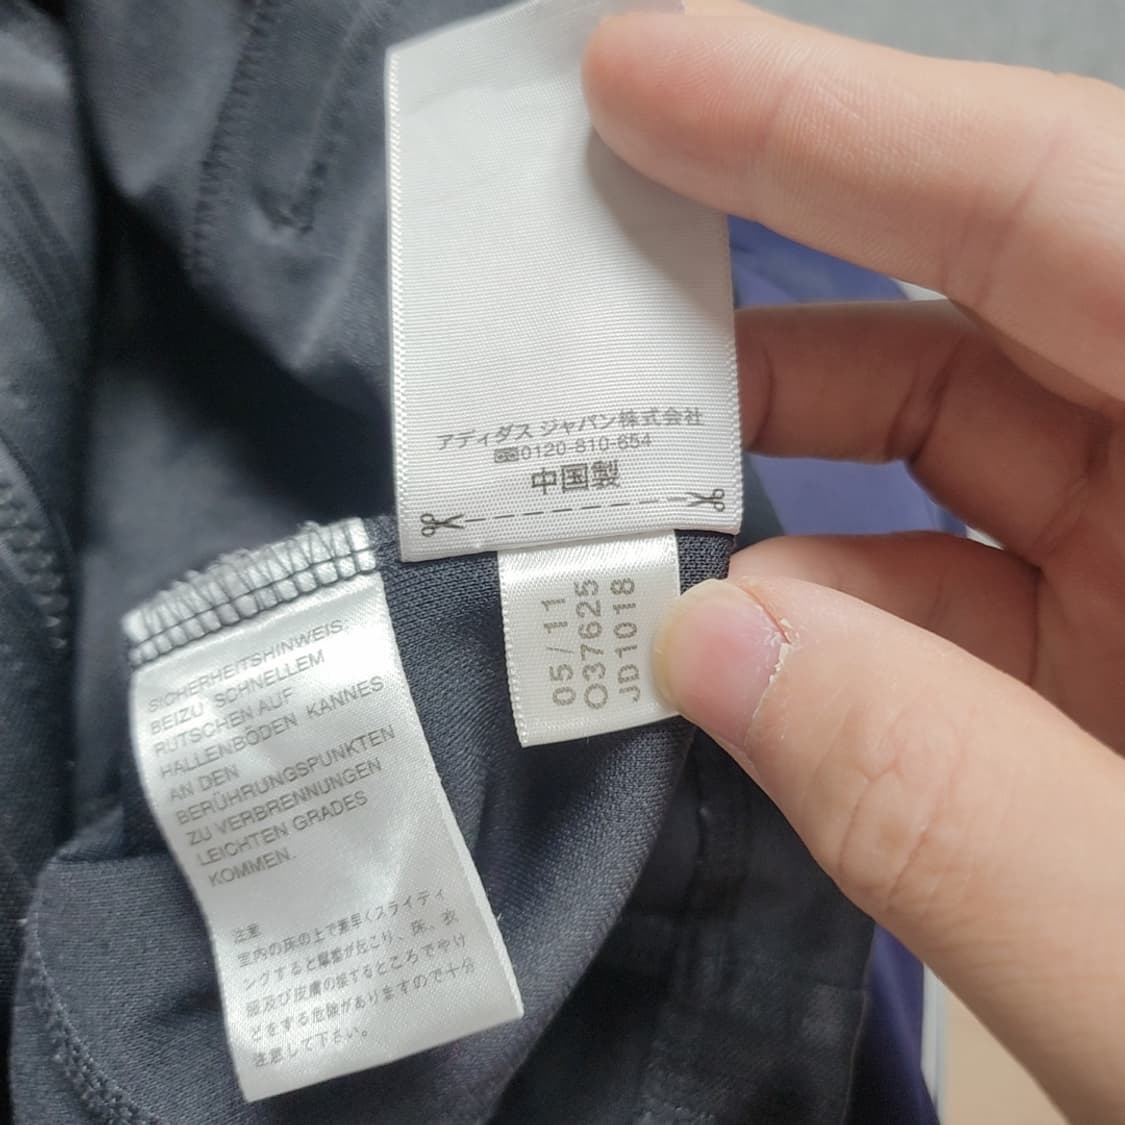 アディダス ジャパン株式会社
0120-810-654
中国製
05/11
O37625
JD1018
SICHERHEITSHINWEIS:
BEIZU SCHNELLEM
RUTSCHEN AUF
HALLENBÖDEN KANNES
AN DEN
BERÜHRUNGSPUNKTEN
ZU VERBRENNUNGEN
LEICHTEN GRADES
KOMMEN.
注意
室内の床の上で素早くスライディ
ングすると摩擦が起こり、床、衣
服及び皮膚の接するところでやけ
どをする危険がありますので十分
注意して下さい。